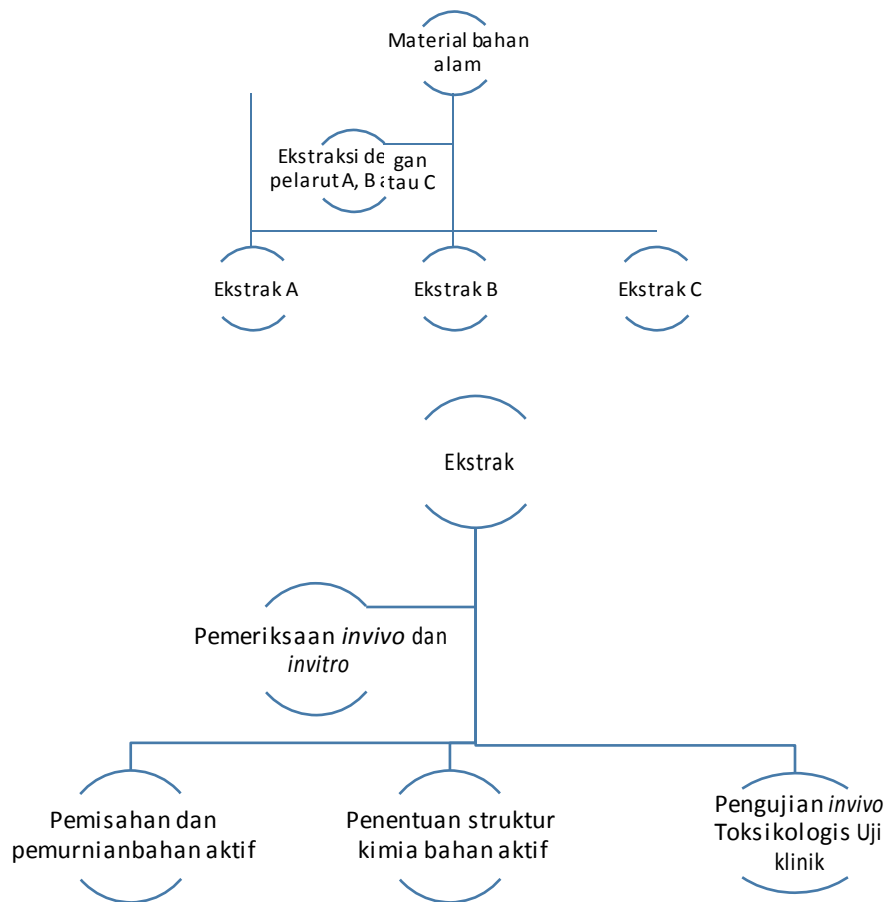 Material bahan
alam
Ekstraksi de gan
pelarut A, B atau C
Ekstrak A
Ekstrak B
Ekstrak C
Ekstrak
Pemeriksaan invivo dan
invitro
Pemisahan dan
pemurnianbahan aktif
Penentuan struktur
kimia bahan aktif
Pengujian invivo
Toksikologis Uji
klinik